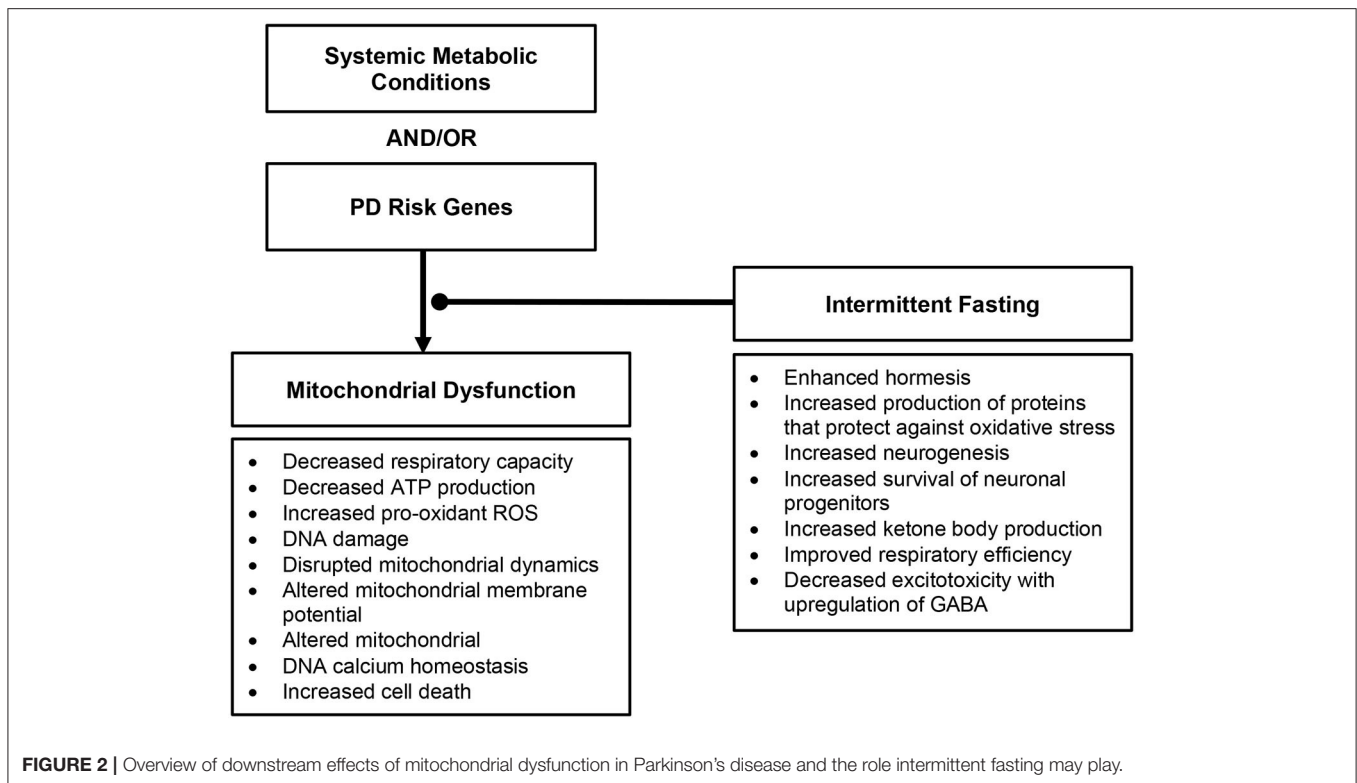 Systemic Metabolic
Conditions
AND/OR
PD Risk Genes
Intermittent Fasting
Mitochondrial Dysfunction
• Enhanced hormesis
• Increased production of proteins
that protect against oxidative stress
• Increased neurogenesis
• Increased survival of neuronal
progenitors
• Increased ketone body production
• Improved respiratory efficiency
• Decreased excitotoxicity with
upregulation of GABA
• Decreased respiratory capacity
• Decreased ATP production
• Increased pro-oxidant ROS
• DNA damage
• Disrupted mitochondrial dynamics
• Altered mitochondrial membrane
potential
• Altered mitochondrial
• DNA calcium homeostasis
• Increased cell death
FIGURE 2 | Overview of downstream effects of mitochondrial dysfunction in Parkinson's disease and the role intermittent fasting may play.